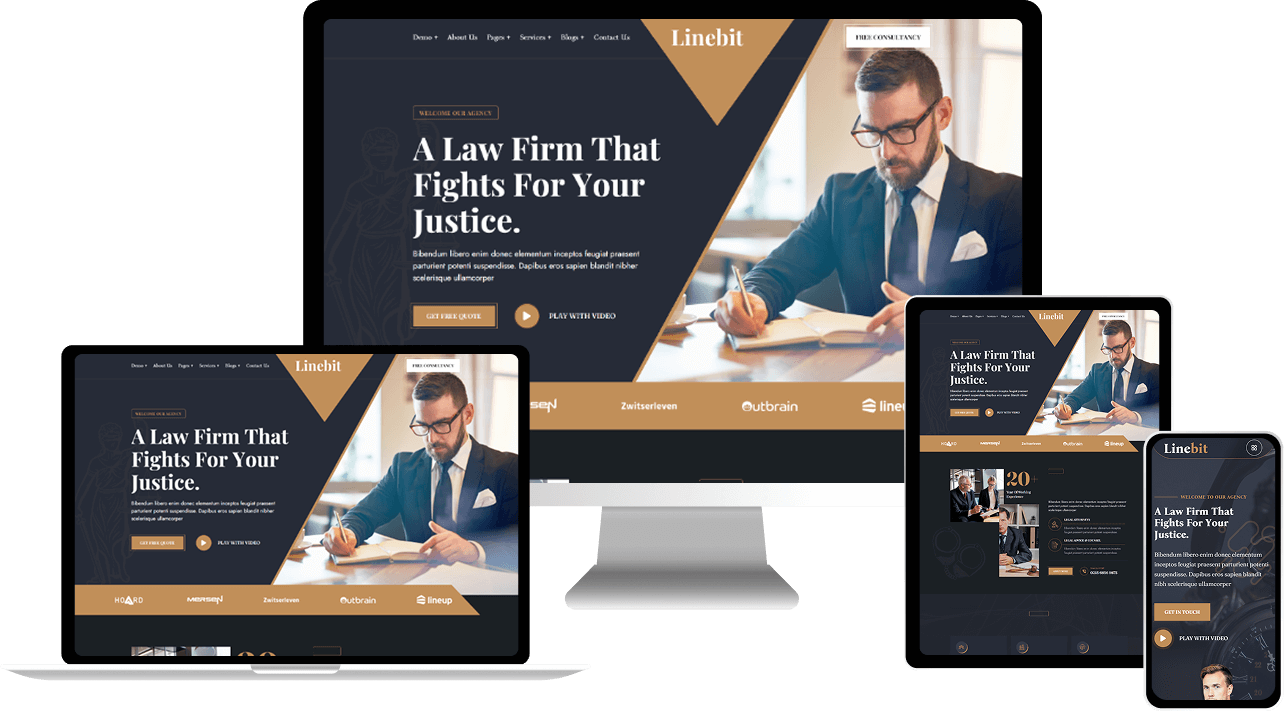 Demo + About Us Pages + Services + Blogs + Contact Us
Linebit
FREE CONSULTANCY
WELCOME OUR AGENCY
A Law Firm That
Fights For Your
Justice.
Bibendum libero enim donec elementum inceptos feugiat praesent
parturient potenti suspendisse. Dapibus eros sapien blandit nibher
scelerisque ullamcorper
GET FREE QUOTE
PLAY WITH VIDEO
Zwitserleven
Outbrain
Demo + About Us Pages + Services + Blogs + Contact Us
Linebit
FREE CONSULTANCY
WELCOME OUR AGENCY
A Law Firm That
Fights For Your
Justice.
Bibendum libero enim donec elementum inceptos feugiat praesent
parturient potenti suspendisse. Dapibus eros sapien blandit nibher
scelerisque ullamcorper
GET FREE QUOTE
PLAY WITH VIDEO
HOARD
MERSEN
Zwitserleven
Outbrain
lineup
Linebit
A Law Firm That
Fights For Your
Justice.
GET FREE QUOTE
PLAY WITH VIDEO
HOARD
MERSEN
Zwitserleven
Outbrain
lineup
20+
Year Of Working
Experience
LEGAL ADVICE & COUNSEL
Linebit
WELCOME TO OUR AGENCY
A Law Firm That
Fights For Your
Justice.
Bibendum libero enim donec elementum
inceptos feugiat praesent parturient potenti
suspendisse. Dapibus eros sapien blandit
nibh scelerisque ullamcorper
GET IN TOUCH
PLAY WITH VIDEO